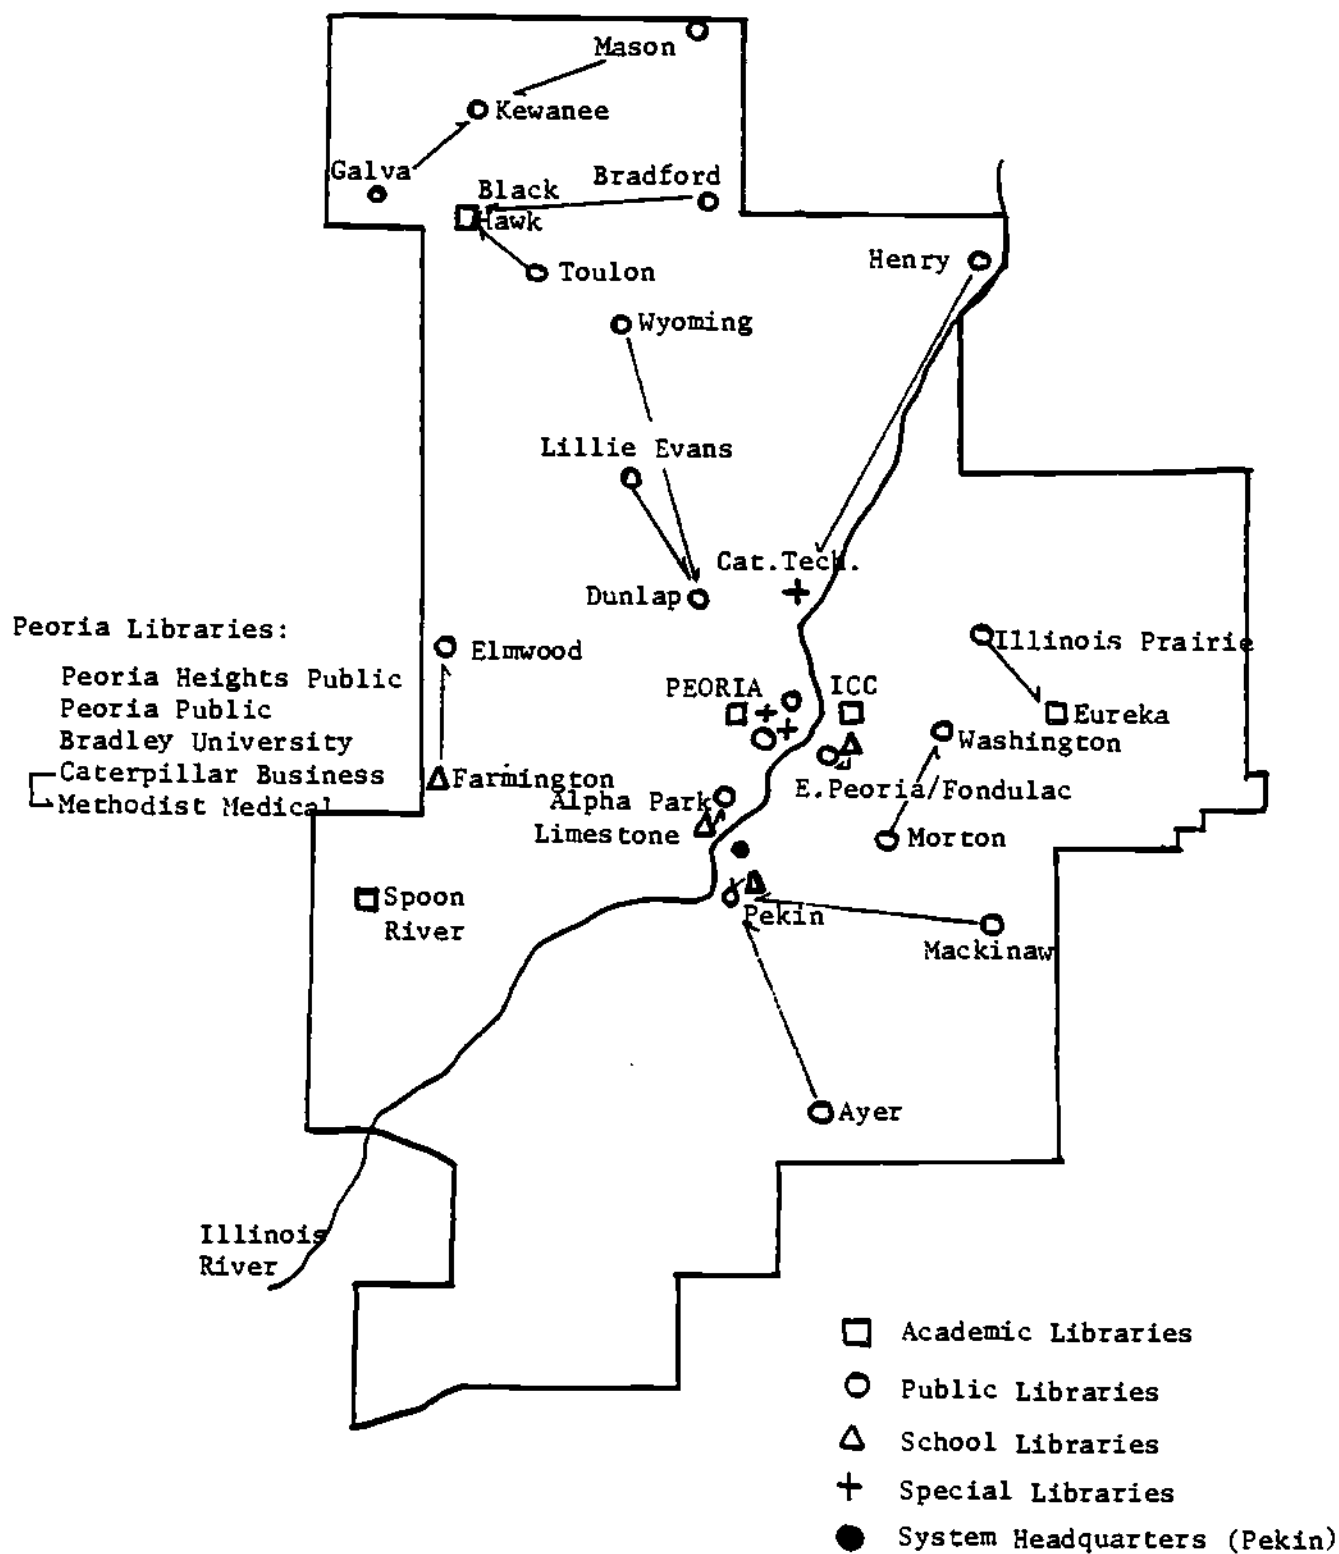 Mason
Kewanee
Galva
Bradford
Black
Hawk
Toulon
Henry
Wyoming
Lillie Evans
Cat.Tech.
Dunlap
Peoria Libraries:
Peoria Heights Public
Peoria Public
Bradley University
Caterpillar Business
Methodist Medical
Elmwood
Illinois Prairie
PEORIA
ICC
Eureka
Washington
Farmington
E.Peoria/Fondulac
Alpha Park
Limestone
Morton
Spoon
River
Pekin
Mackinaw
Ayer
Illinois
River
Academic Libraries
Public Libraries
School Libraries
Special Libraries
System Headquarters (Pekin)